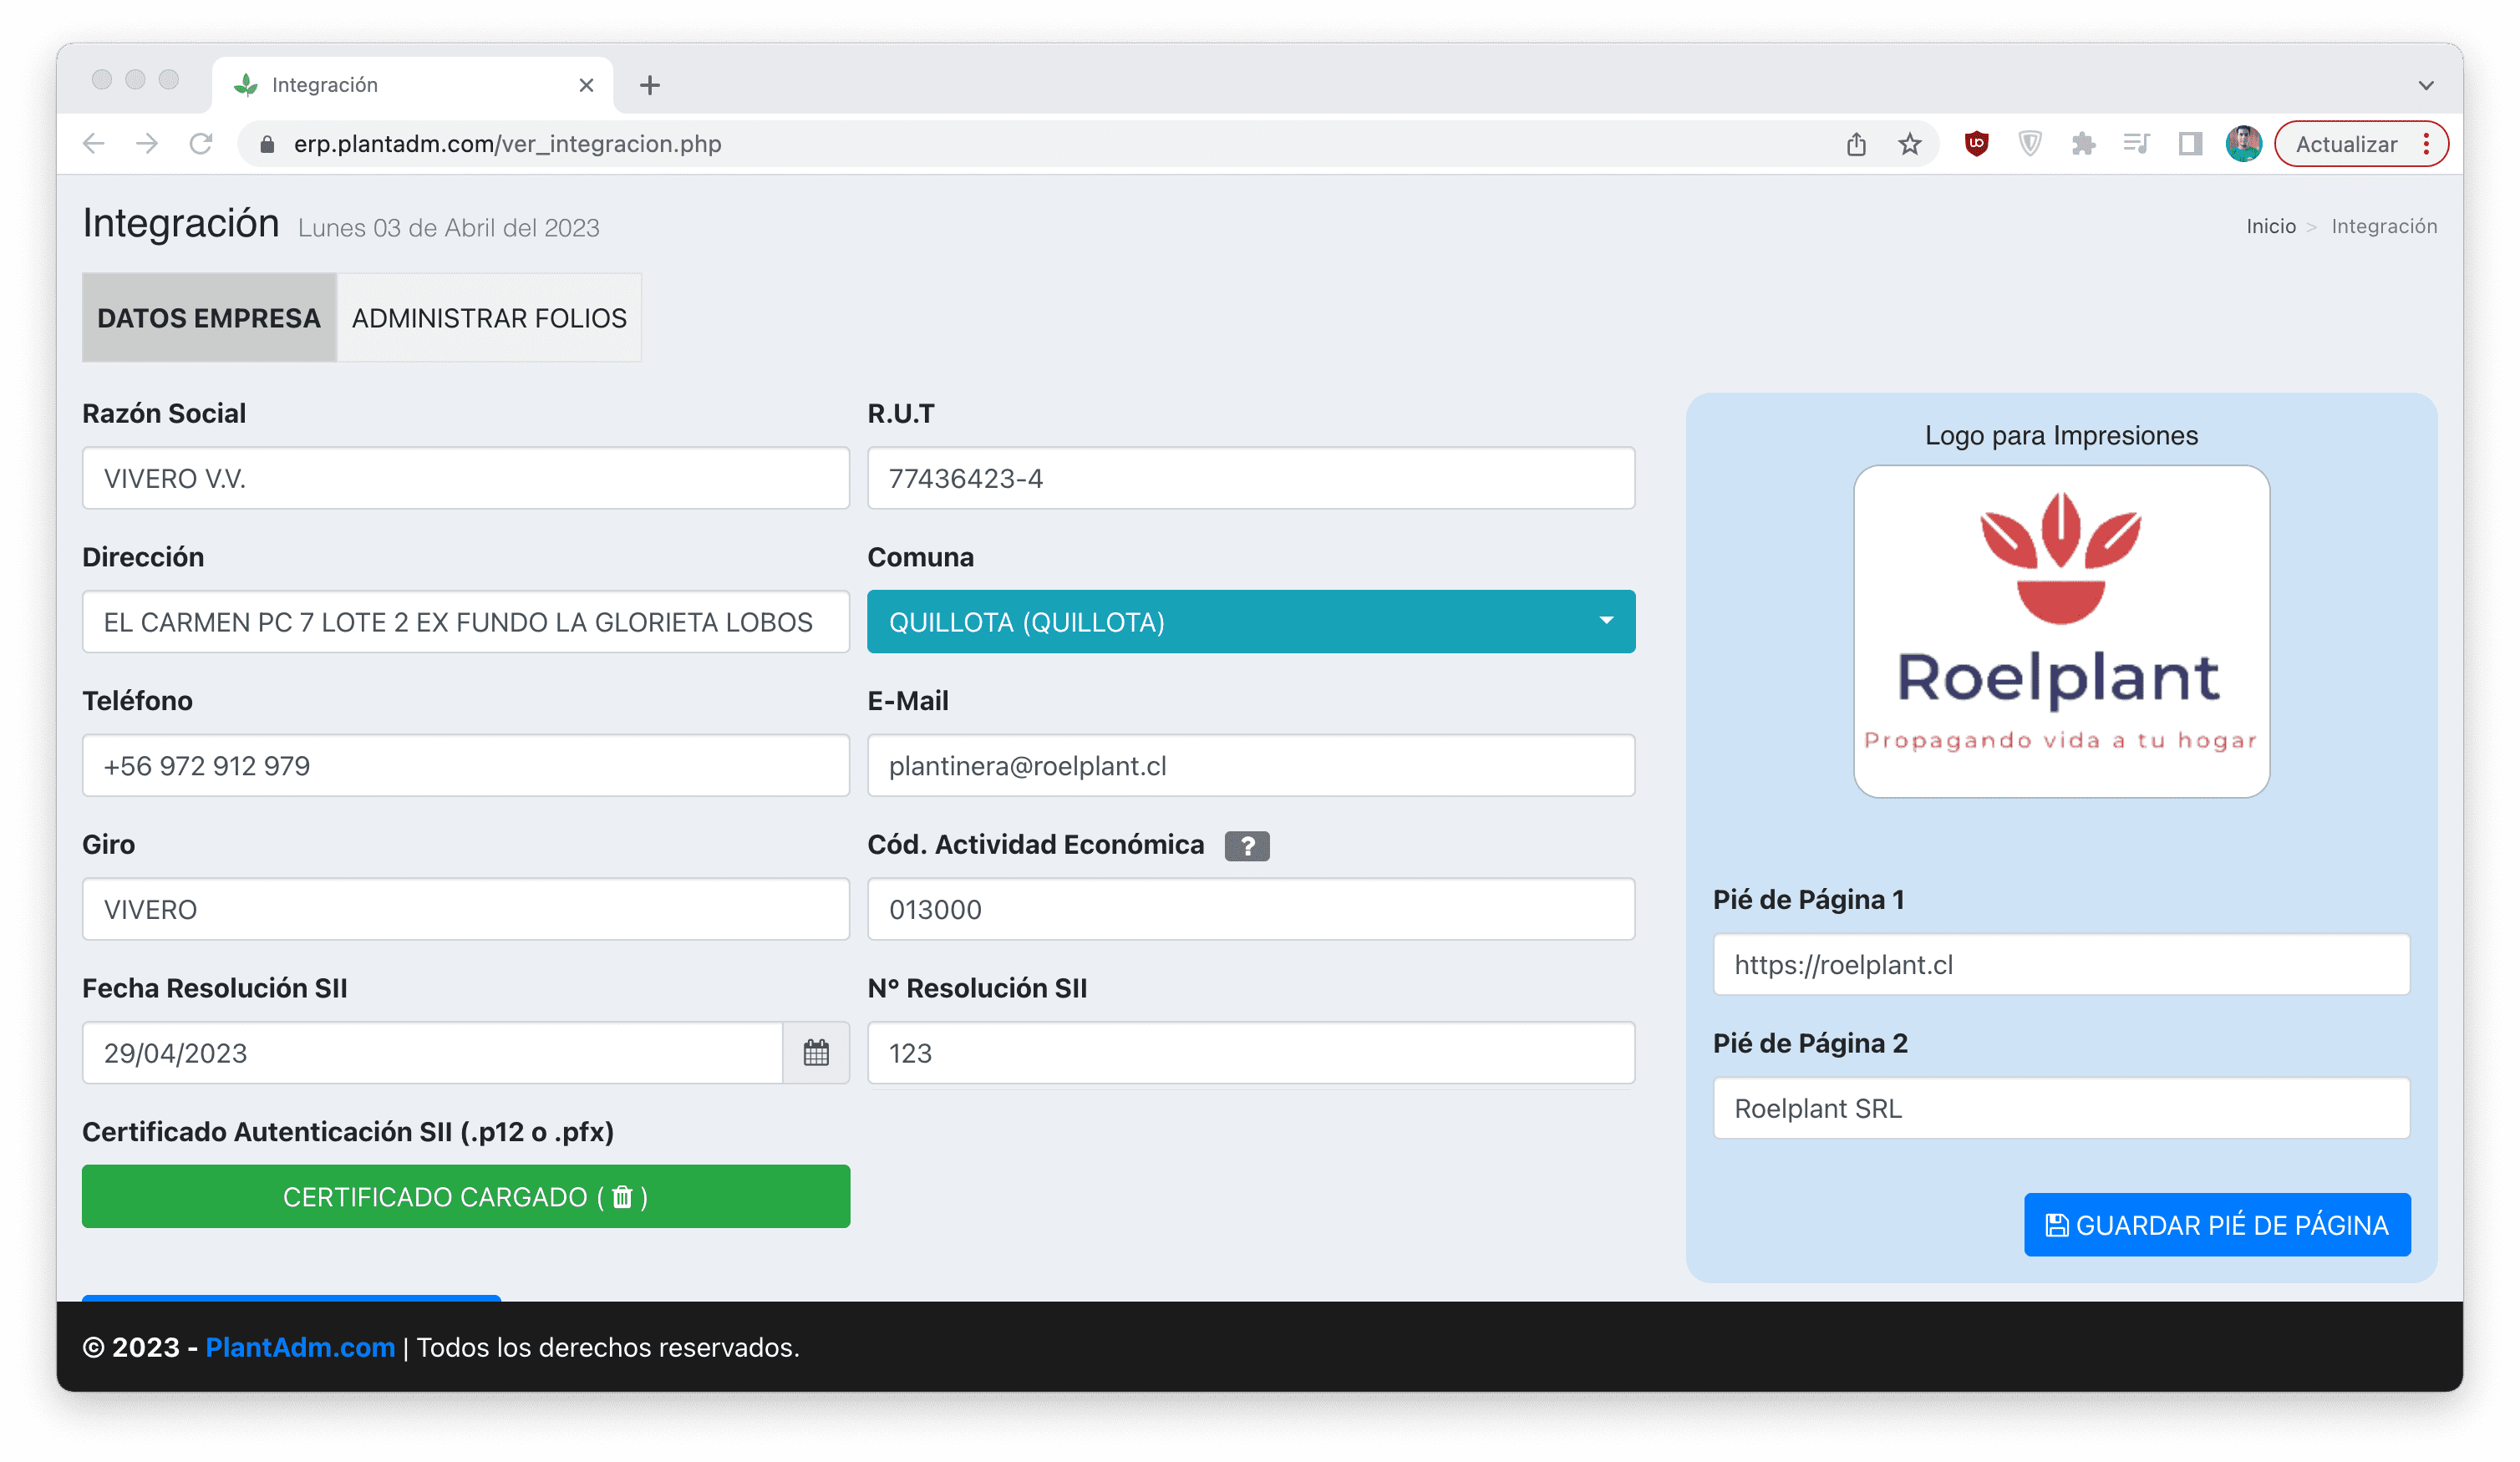 Integración
erp.plantadm.com/ver_integracion.php
Actualizar
Integración Lunes 03 de Abril del 2023
Inicio > Integración
DATOS EMPRESA
ADMINISTRAR FOLIOS
Razón Social
VIVERO V.V.
R.U.T
77436423-4
Dirección
EL CARMEN PC 7 LOTE 2 EX FUNDO LA GLORIETA LOBOS
Comuna
QUILLOTA (QUILLOTA)
Teléfono
+56 972 912 979
E-Mail
plantinera@roelplant.cl
Giro
VIVERO
Cód. Actividad Económica ?
013000
Fecha Resolución SII
29/04/2023
N° Resolución SII
123
Certificado Autenticación SII (.p12 o .pfx)
CERTIFICADO CARGADO ( )
Logo para Impresiones
Roelplant
Propagando vida a tu hogar
Pié de Página 1
https://roelplant.cl
Pié de Página 2
Roelplant SRL
GUARDAR PIÉ DE PÁGINA
© 2023 - PlantAdm.com | Todos los derechos reservados.